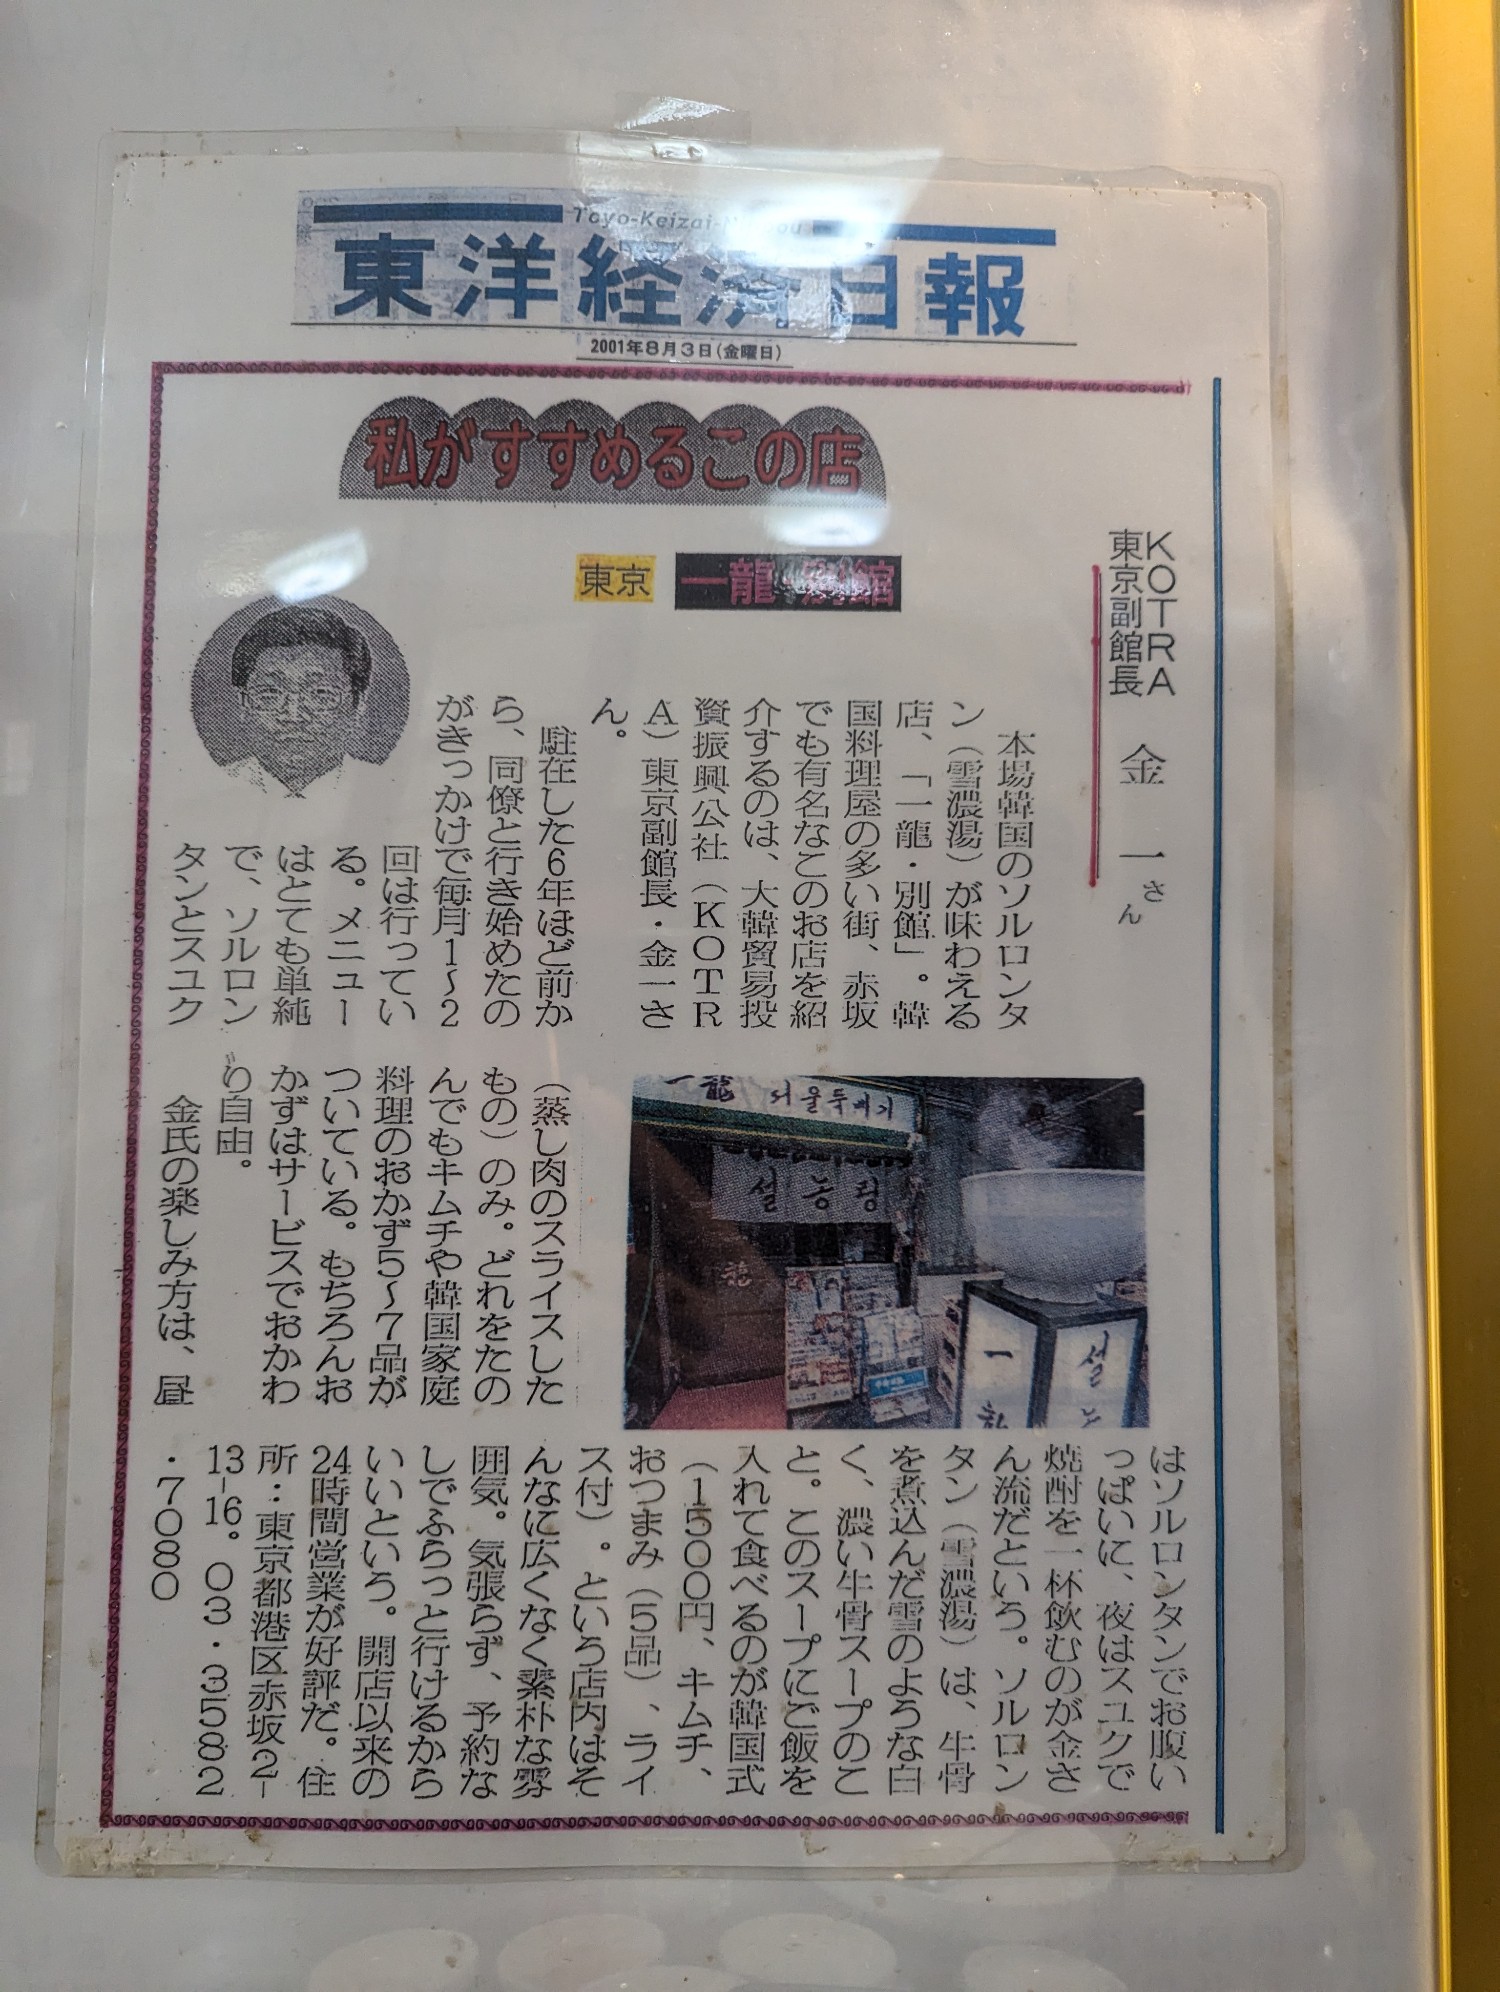 Toyo-Keizai-
東洋経済日報
2001年8月3日(金曜日)
私がすすめるこの店
東京
一龍・別館
KOTRA
東京副館長
金 一さん
本場韓国のソルロンタ
ン(雪濃湯)が味わえる
店、「一龍・別館」。韓
国料理屋の多い街、赤坂
でも有名なこのお店を紹
介するのは、大韓貿易投
資振興公社(KOTR
A)東京副館長・金一さ
ん。
駐在した6年ほど前か
ら、同僚と行き始めたの
がきっかけで毎月1〜2
回は行ってい
る。メニュー
はとても単純
で、ソルロン
タンとスユク
(蒸し肉のスライスした
もの)のみ。どれをたの
んでもキムチや韓国家庭
料理のおかず5〜7品が
ついている。もちろんお
かずはサービスでおかわ
り自由。
金氏の楽しみ方は、昼
はソルロンタンでお腹い
っぱいに、夜はスユクで
焼酎を一杯飲むのが金さ
ん流だという。ソルロン
タン(雪濃湯)は、牛骨
を煮込んだ雪のような白
く、濃い牛骨スープのこ
と。このスープにご飯を
入れて食べるのが韓国式
(1500円、キムチ、
おつまみ(5品)、ライ
ス付)。という店内はそ
んなに広くなく素朴な雰
囲気。気張らず、予約な
しでふらっと行けるから
いいという。開店以来の
24時間営業が好評だ。住
所:東京都港区赤坂2-
13-16。03・3582
・7080
一龍
설농탕
龍
一
설